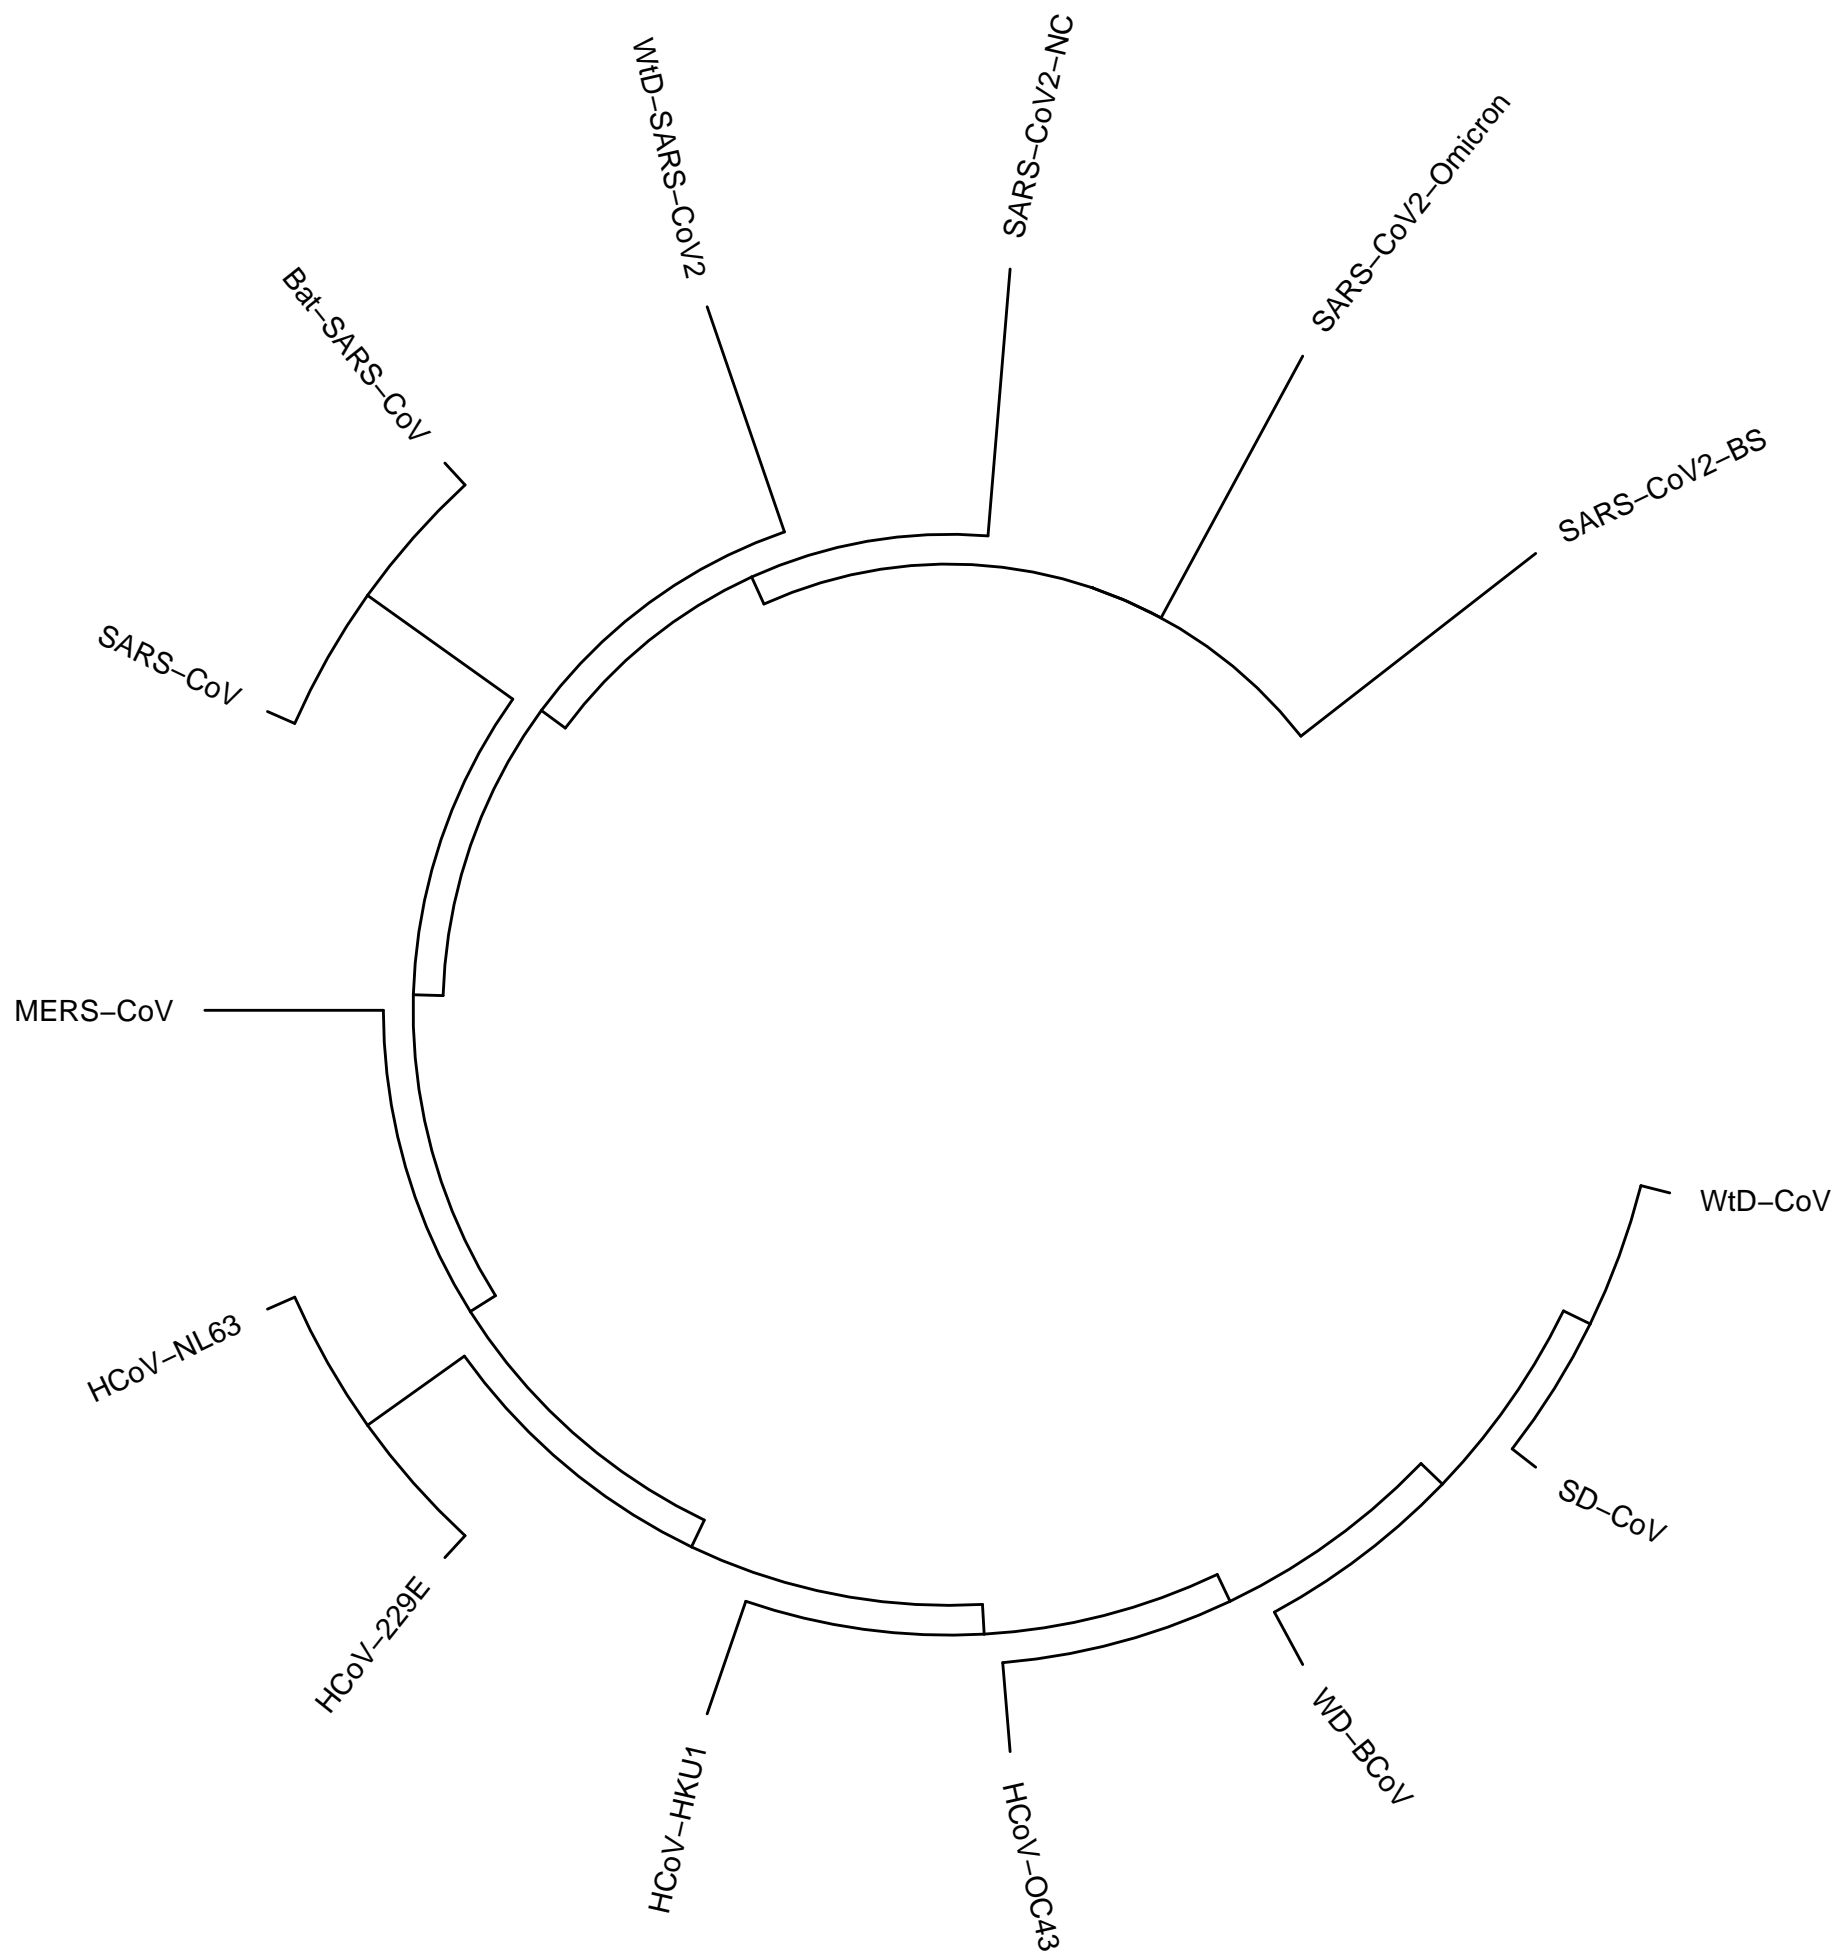 SARS–CoV2–NC
WtD–SARS–CoV2
SARS–CoV2–Omicron
Bat–SARS–CoV
SARS–CoV2–BS
SARS–CoV
MERS–CoV
WtD–CoV
HCoV–NL63
SD–CoV
HCoV–229E
WD–BCoV
HCoV–HKU1
HCoV–OC43